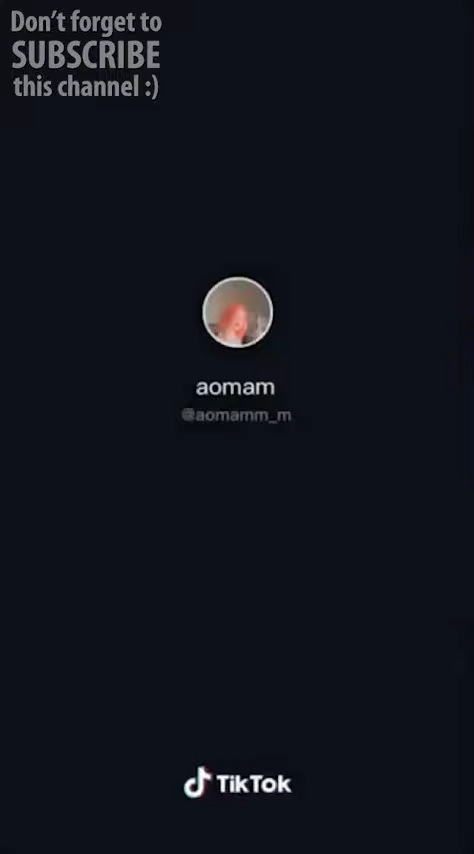 Don't forget to
SUBSCRIBE
this channel :)
aomam
@aomamm_m
TikTok